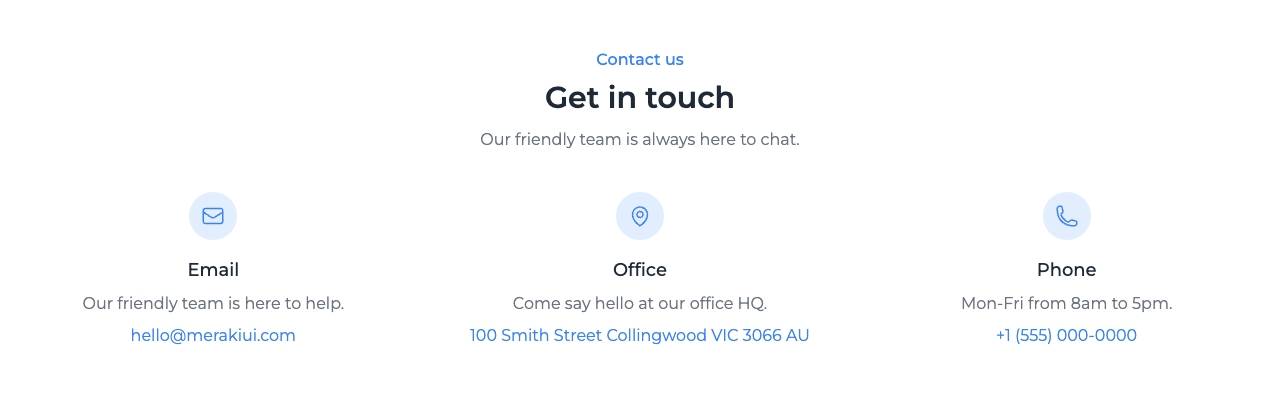 Contact us
Get in touch
Our friendly team is always here to chat.
Email
Our friendly team is here to help.
hello@merakiui.com
Office
Come say hello at our office HQ.
100 Smith Street Collingwood VIC 3066 AU
Phone
Mon-Fri from 8am to 5pm.
+1 (555) 000-0000